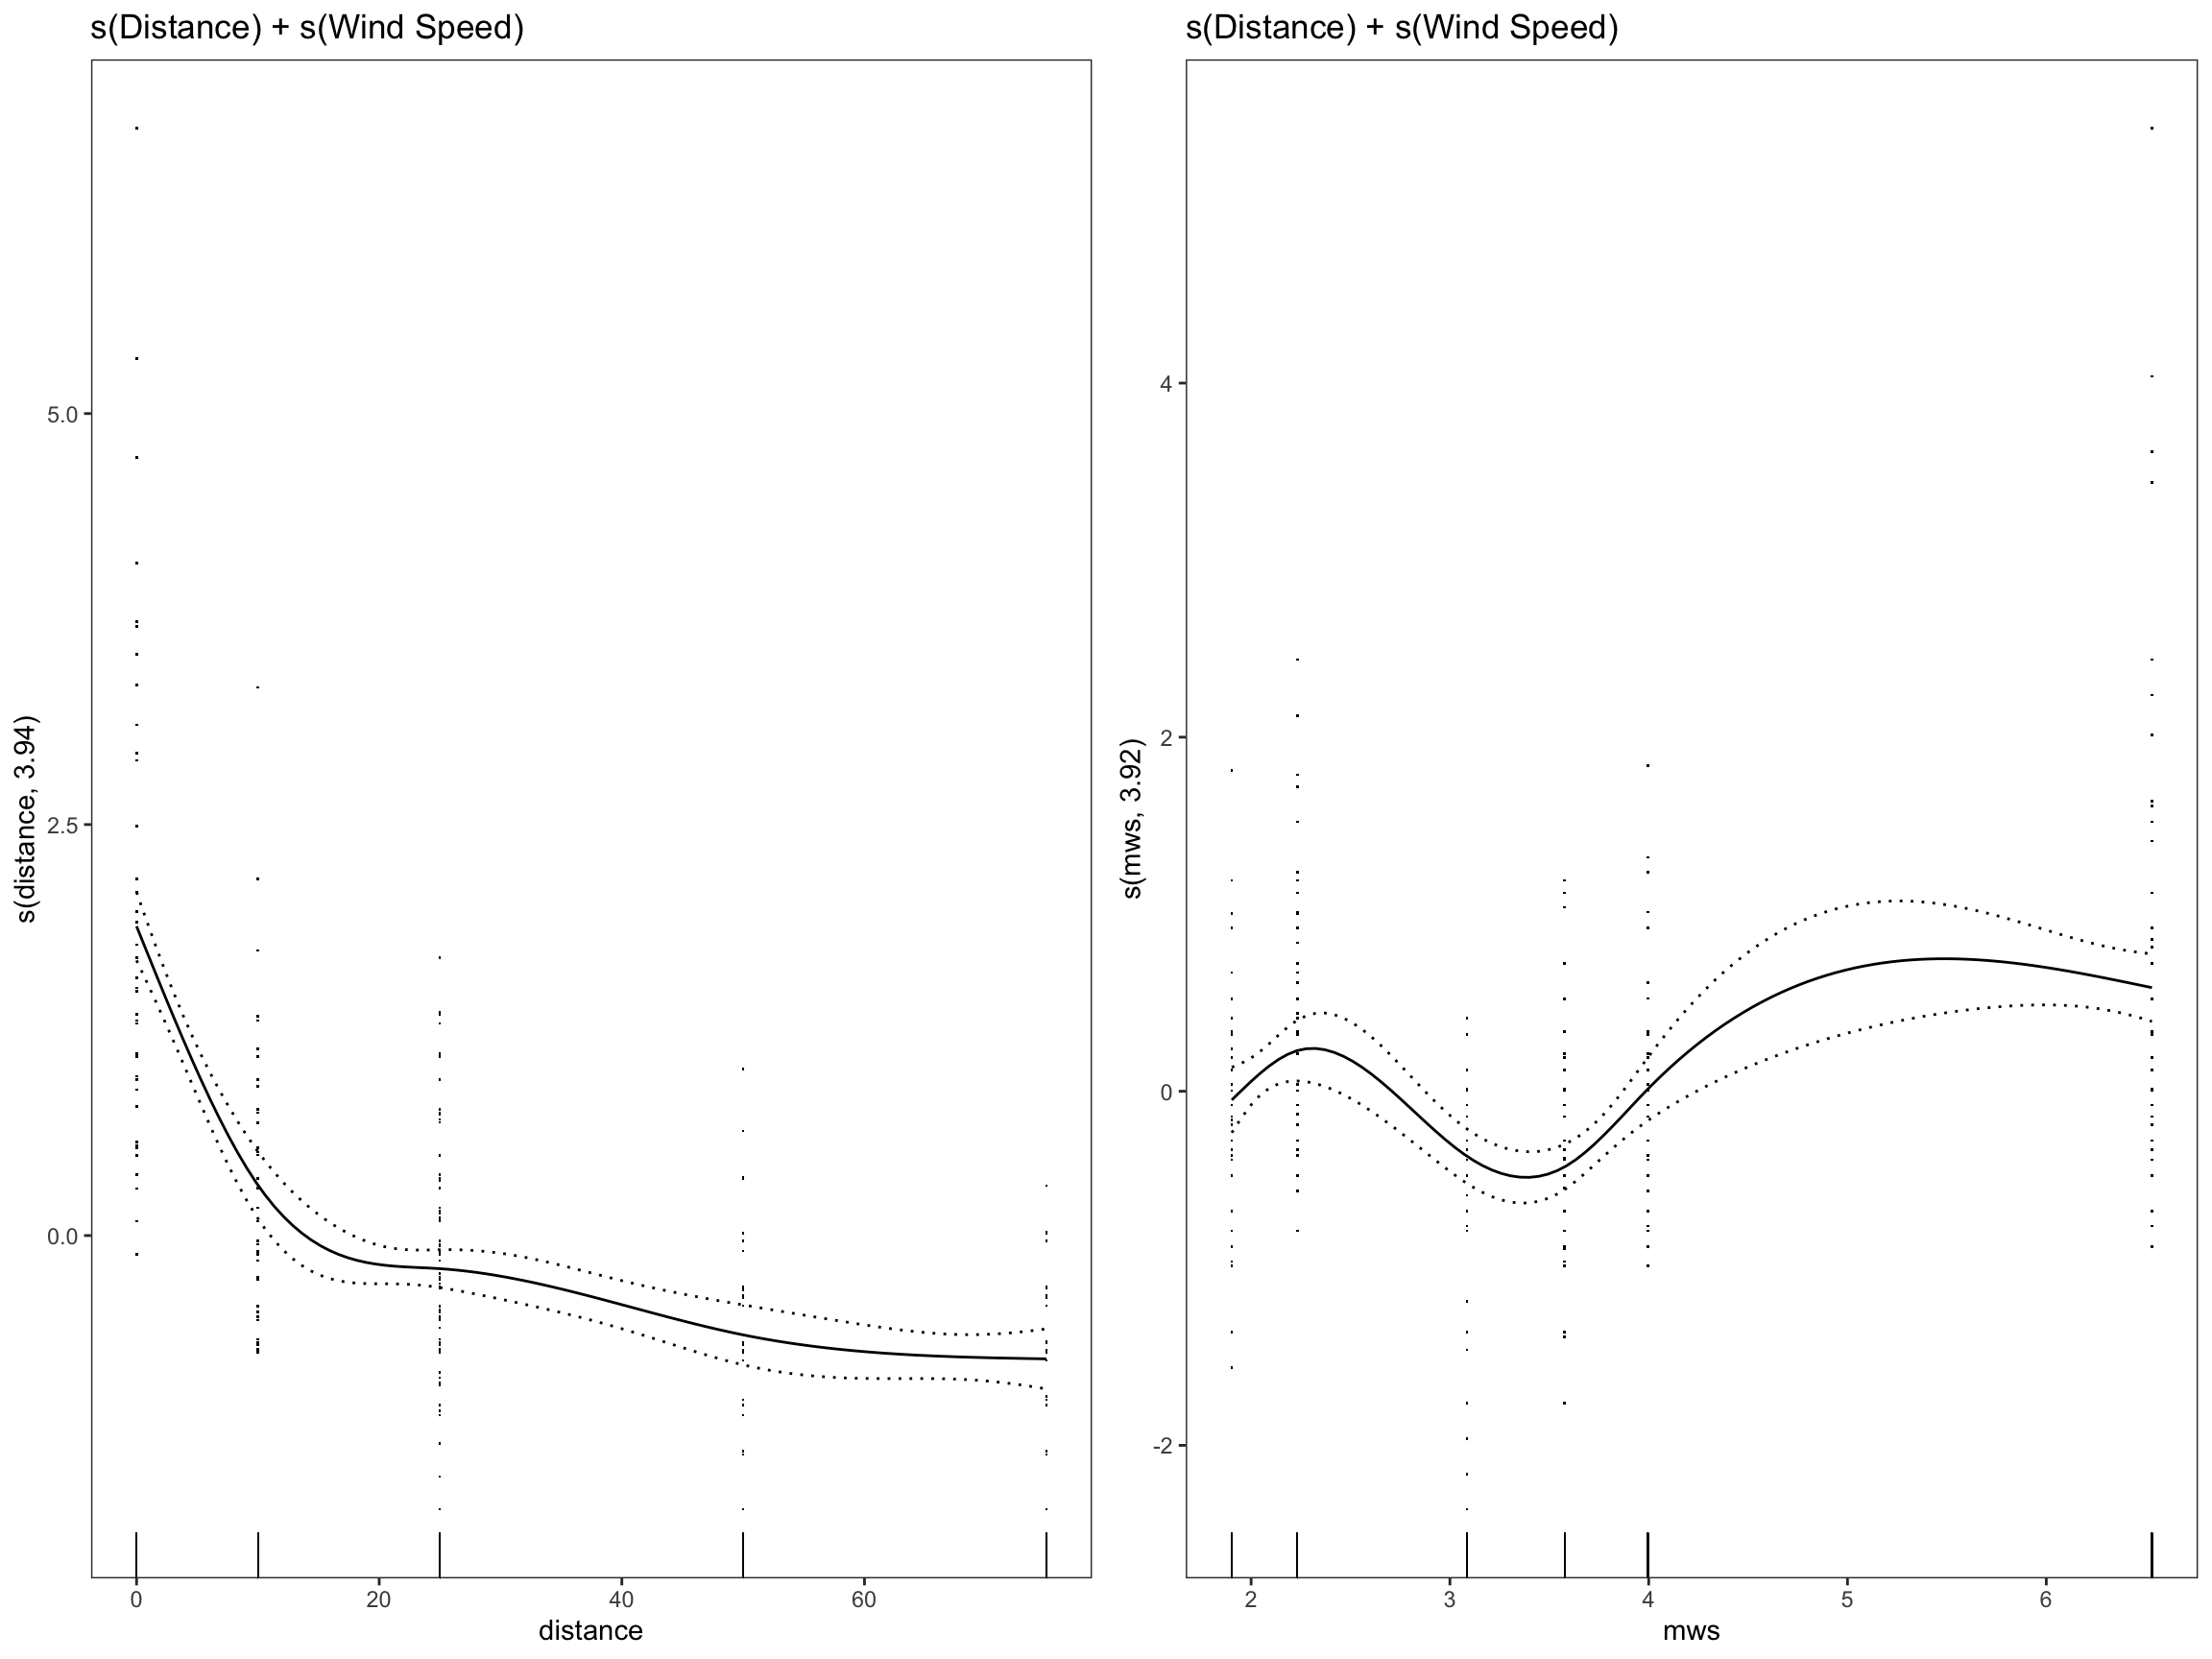 s(Distance) + s(Wind Speed)
s(distance, 3.94)
5.0
2.5
0.0
0 20 40 60
distance
s(Distance) + s(Wind Speed)
s(mws, 3.92)
4
2
0
-2
2 3 4 5 6
mws